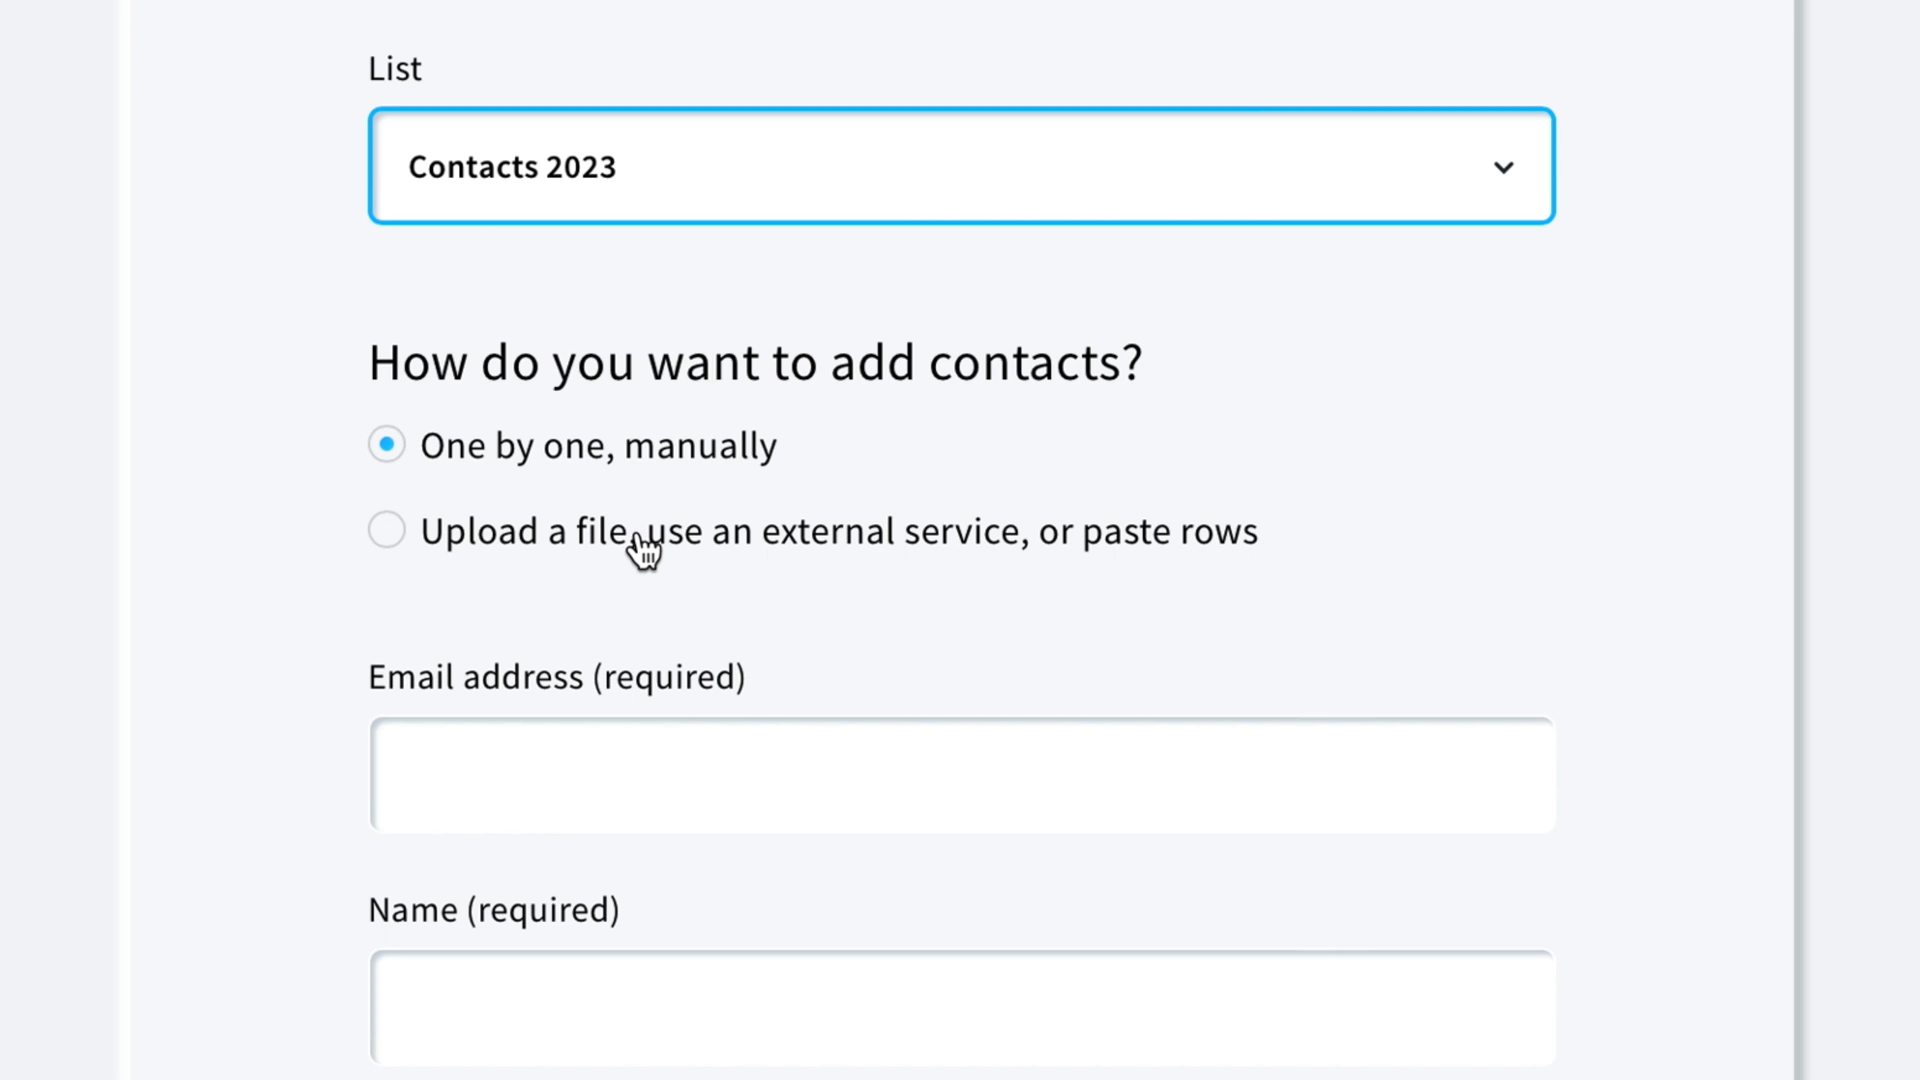 List
Contacts 2023
How do you want to add contacts?
One by one, manually
Upload a file, use an external service, or paste rows
Email address (required)
Name (required)